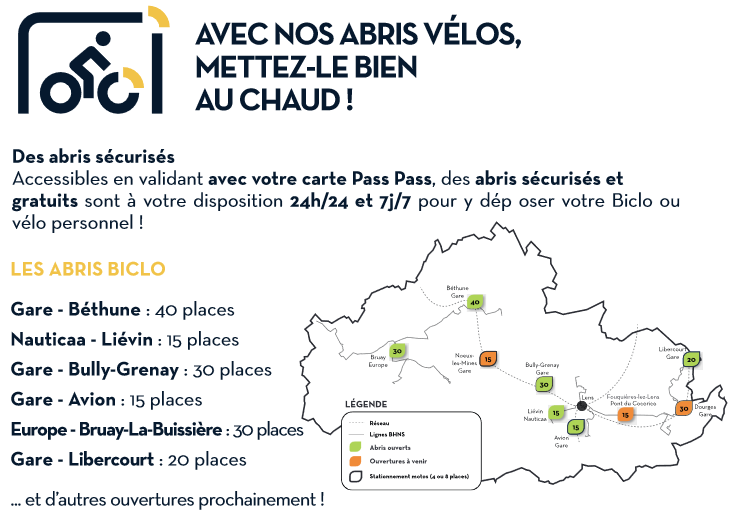 AVEC NOS ABRIS VÉLOS,
METTEZ-LE BIEN
AU CHAUD !
Des abris sécurisés
Accessibles en validant avec votre carte Pass Pass, des abris sécurisés et
gratuits sont à votre disposition 24h/24 et 7j/7 pour y dép oser votre Biclo ou
vélo personnel !
LES ABRIS BICLO
Gare - Béthune : 40 places
Nauticaa - Liévin : 15 places
Gare - Bully-Grenay : 30 places
Gare - Avion : 15 places
Europe - Bruay-La-Buissière : 30 places
Gare - Libercourt : 20 places
... et d'autres ouvertures prochainement !
Béthune
Gare
40
30
Bruay
Europe
Noeux-
les-Mines
Gare
15
Bully-Grenay
Gare
30
Libercourt
Gare
20
Lens
Fouquières-lez-Lens
Pont du Cocorico
15
30
Dourges
Gare
Liévin
Nauticaa
15
15
Avion
Gare
LÉGENDE
Réseau
Lignes BHNS
Abris ouverts
Ouvertures à venir
Stationnement motos (4 ou 8 places)